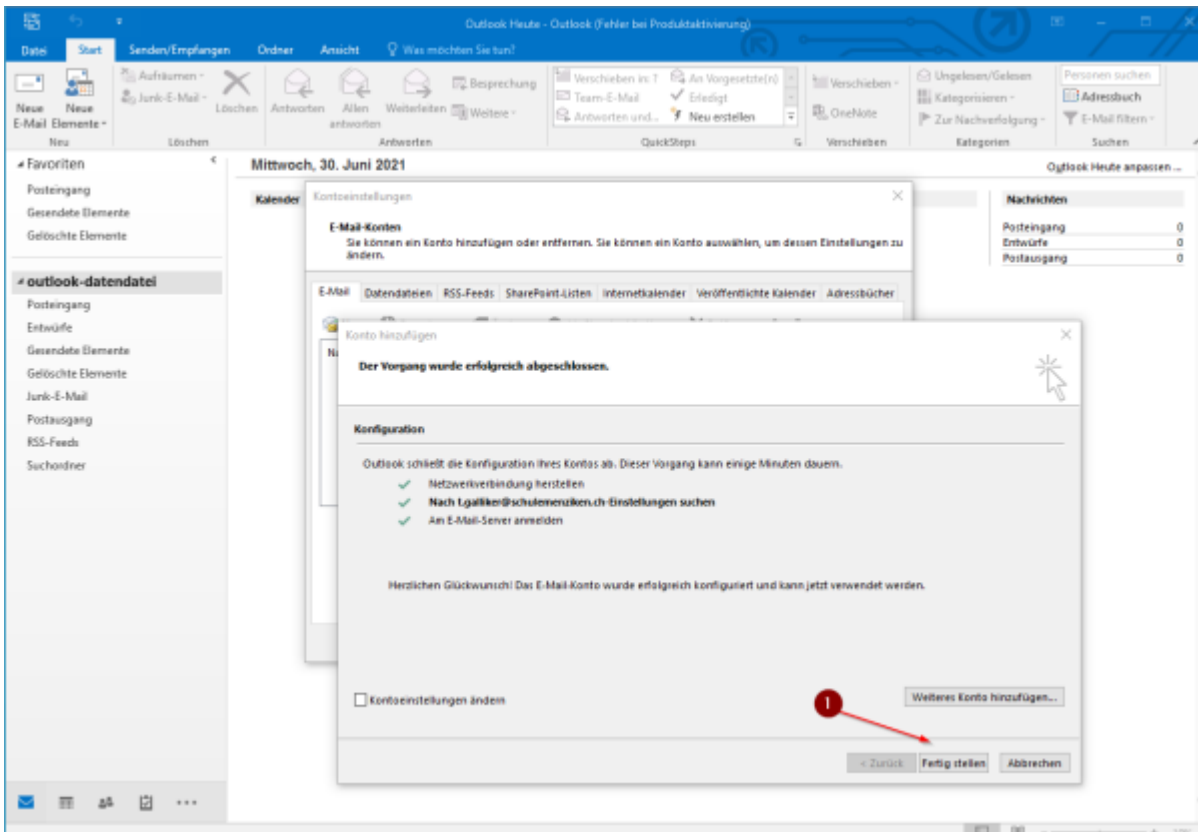 Outlook Heute - Outlook (Fehler bei Produktaktivierung)
Datei Start Senden/Empfangen Ordner Ansicht Was möchten Sie tun?
Neue E-Mail
Neue Elemente
Neu
Aufräumen
Junk-E-Mail
Löschen
Löschen
Antworten
Allen antworten
Weiterleiten
Besprechung
Weitere
Antworten
Verschieben in: ?
Team-E-Mail
Antworten und...
An Vorgesetzte(n)
Erledigt
Neu erstellen
QuickSteps
Verschieben
OneNote
Verschieben
Ungelesen/Gelesen
Kategorisieren
Zur Nachverfolgung
Kategorien
Personen suchen
Adressbuch
E-Mail filtern
Suchen
Favoriten
Posteingang
Gesendete Elemente
Gelöschte Elemente
outlook-datendatei
Posteingang
Entwürfe
Gesendete Elemente
Gelöschte Elemente
Junk-E-Mail
Postausgang
RSS-Feeds
Suchordner
Mittwoch, 30. Juni 2021
Outlook Heute anpassen ...
Kalender
Nachrichten
Posteingang 0
Entwürfe 0
Postausgang 0
Kontoeinstellungen
E-Mail-Konten
Sie können ein Konto hinzufügen oder entfernen. Sie können ein Konto auswählen, um dessen Einstellungen zu
ändern.
E-Mail Datendateien RSS-Feeds SharePoint-Listen Internetkalender Veröffentlichte Kalender Adressbücher
Konto hinzufügen
Der Vorgang wurde erfolgreich abgeschlossen.
Konfiguration
Outlook schließt die Konfiguration Ihres Kontos ab. Dieser Vorgang kann einige Minuten dauern.
Netzwerkverbindung herstellen
Nach t.galliker@schulemenziken.ch-Einstellungen suchen
Am E-Mail-Server anmelden
Herzlichen Glückwunsch! Das E-Mail-Konto wurde erfolgreich konfiguriert und kann jetzt verwendet werden.
Kontoeinstellungen ändern
Weiteres Konto hinzufügen...
1
< Zurück Fertig stellen Abbrechen